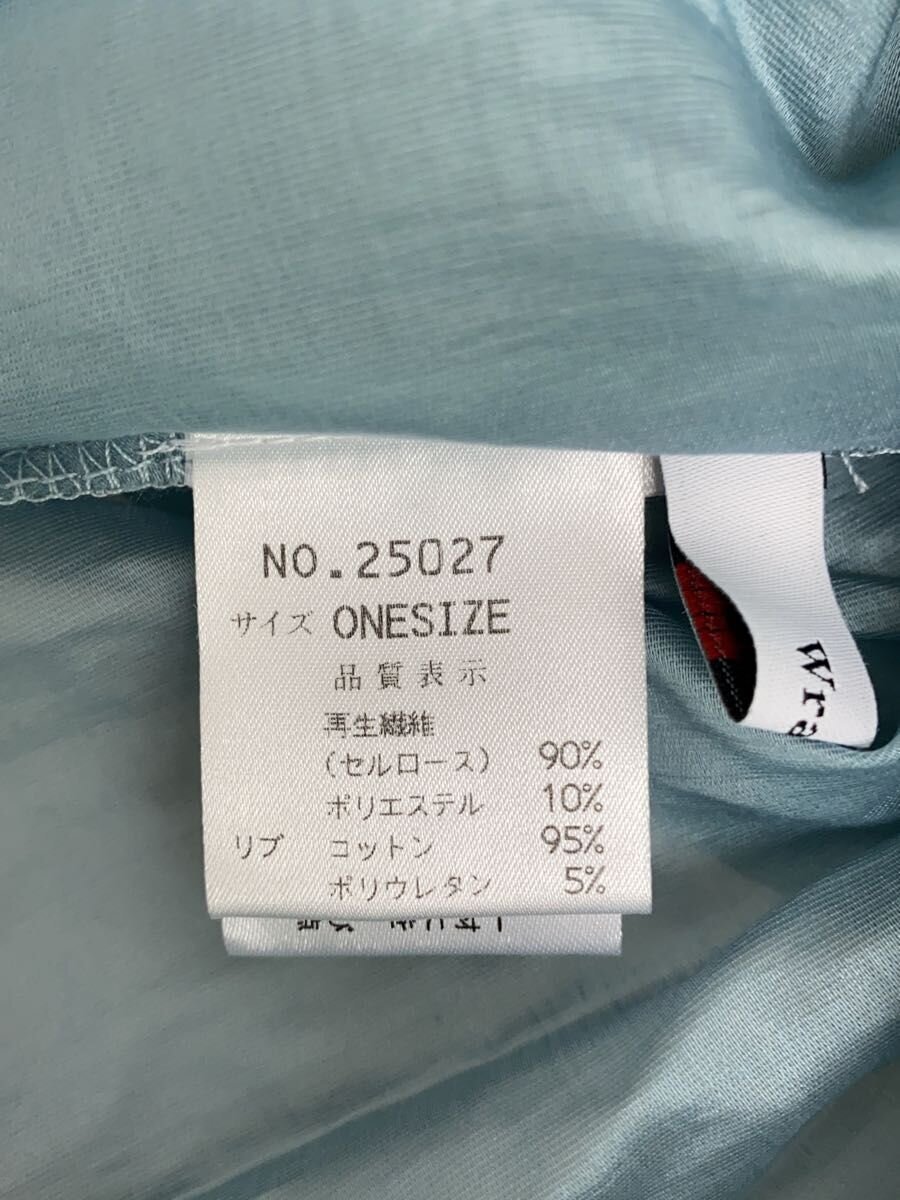 NO.25027
サイズ ONESIZE
品質表示
再生繊維
(セルロース) 90%
ポリエステル 10%
リブ コットン 95%
ポリウレタン 5%
Wra